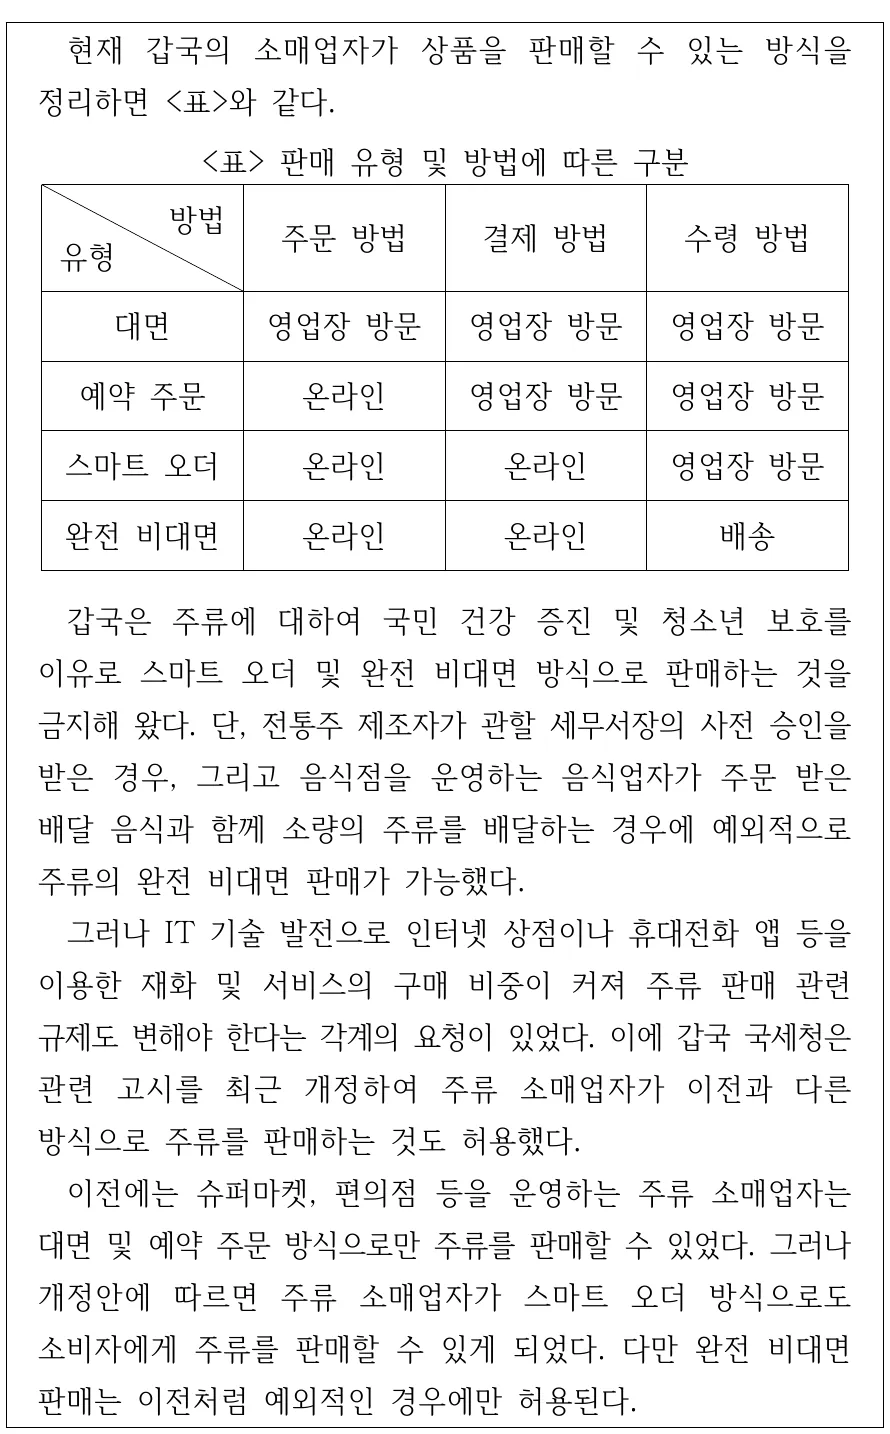 현재 갑국의 소매업자가 상품을 판매할 수 있는 방식을
정리하면 <표>와 같다.
<표> 판매 유형 및 방법에 따른 구분
방법
유형
주문 방법 결제 방법 수령 방법
대면 영업장 방문 영업장 방문 영업장 방문
예약 주문 온라인 영업장 방문 영업장 방문
스마트 오더 온라인 온라인 영업장 방문
완전 비대면 온라인 온라인 배송
갑국은 주류에 대하여 국민 건강 증진 및 청소년 보호를
이유로 스마트 오더 및 완전 비대면 방식으로 판매하는 것을
금지해 왔다. 단, 전통주 제조자가 관할 세무서장의 사전 승인을
받은 경우, 그리고 음식점을 운영하는 음식업자가 주문 받은
배달 음식과 함께 소량의 주류를 배달하는 경우에 예외적으로
주류의 완전 비대면 판매가 가능했다.
그러나 IT 기술 발전으로 인터넷 상점이나 휴대전화 앱 등을
이용한 재화 및 서비스의 구매 비중이 커져 주류 판매 관련
규제도 변해야 한다는 각계의 요청이 있었다. 이에 갑국 국세청은
관련 고시를 최근 개정하여 주류 소매업자가 이전과 다른
방식으로 주류를 판매하는 것도 허용했다.
이전에는 슈퍼마켓, 편의점 등을 운영하는 주류 소매업자는
대면 및 예약 주문 방식으로만 주류를 판매할 수 있었다. 그러나
개정안에 따르면 주류 소매업자가 스마트 오더 방식으로도
소비자에게 주류를 판매할 수 있게 되었다. 다만 완전 비대면
판매는 이전처럼 예외적인 경우에만 허용된다.